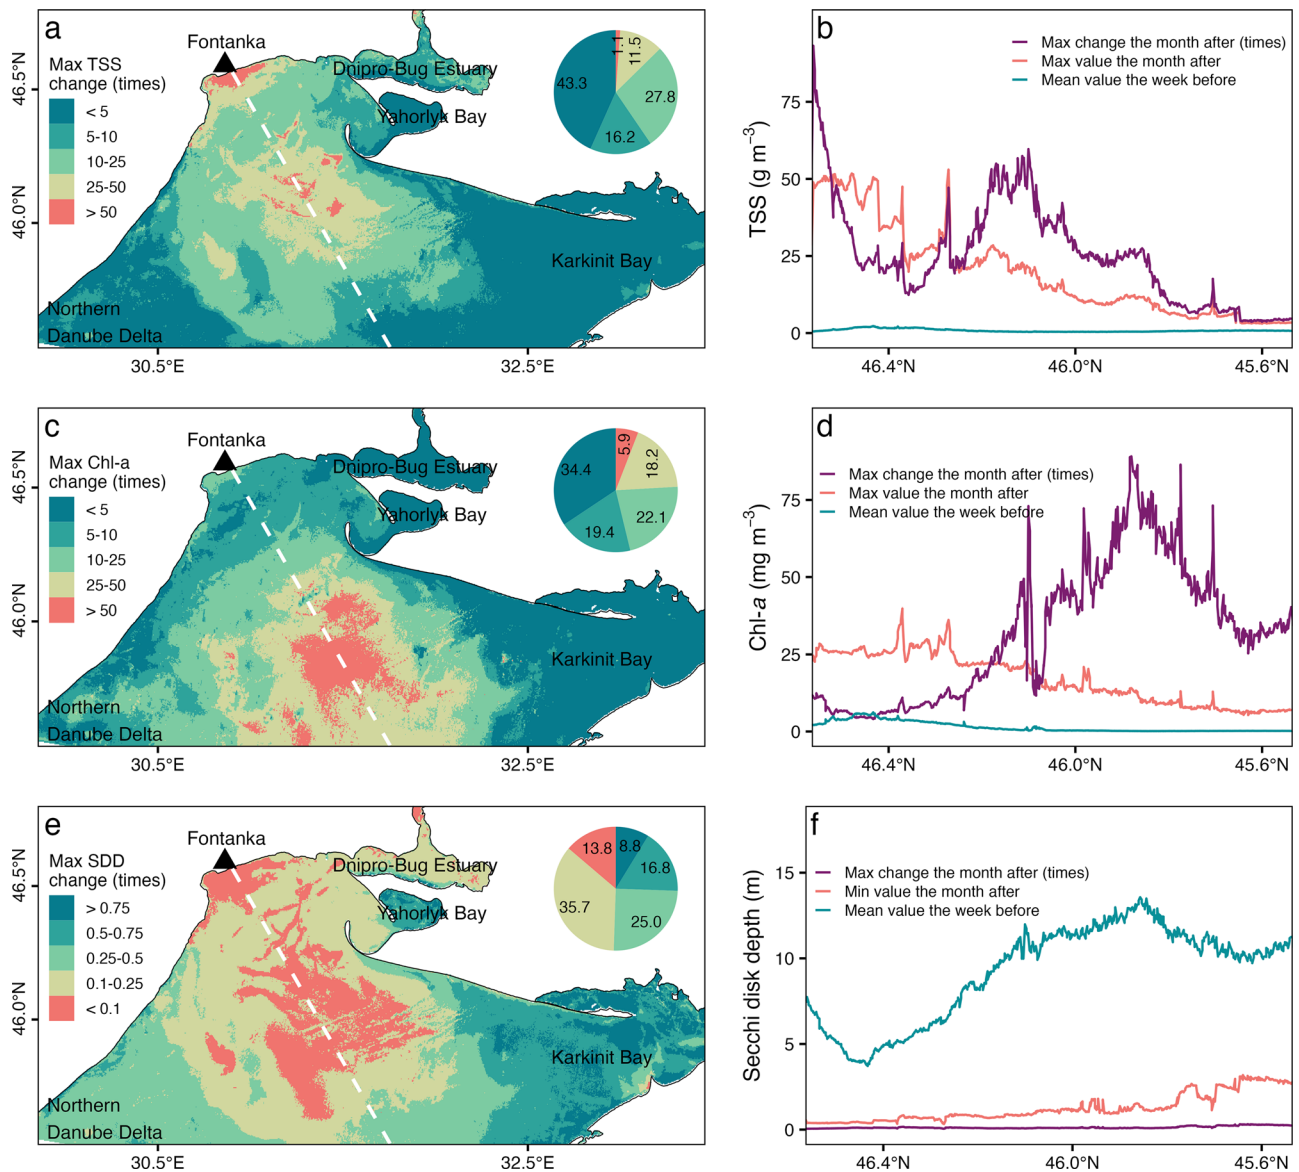 a
Fontanka
Max TSS
change (times)
< 5
5-10
10-25
25-50
> 50
Dnipro-Bug Estuary
Yahorlyk Bay
Karkinit Bay
Northern
Danube Delta
1.1
11.5
27.8
16.2
43.3
46.5°N
46.0°N
30.5°E
32.5°E
b
Max change the month after (times)
Max value the month after
Mean value the week before
TSS (g m⁻³)
75
50
25
0
46.4°N
46.0°N
45.6°N
c
Fontanka
Max Chl-a
change (times)
< 5
5-10
10-25
25-50
> 50
Dnipro-Bug Estuary
Yahorlyk Bay
Karkinit Bay
Northern
Danube Delta
5.9
18.2
22.1
19.4
34.4
46.5°N
46.0°N
30.5°E
32.5°E
d
Max change the month after (times)
Max value the month after
Mean value the week before
Chl-a (mg m⁻³)
75
50
25
0
46.4°N
46.0°N
45.6°N
e
Fontanka
Max SDD
change (times)
> 0.75
0.5-0.75
0.25-0.5
0.1-0.25
< 0.1
Dnipro-Bug Estuary
Yahorlyk Bay
Karkinit Bay
Northern
Danube Delta
13.8
8.8
16.8
25.0
35.7
46.5°N
46.0°N
30.5°E
32.5°E
f
Max change the month after (times)
Min value the month after
Mean value the week before
Secchi disk depth (m)
15
10
5
0
46.4°N
46.0°N
45.6°N